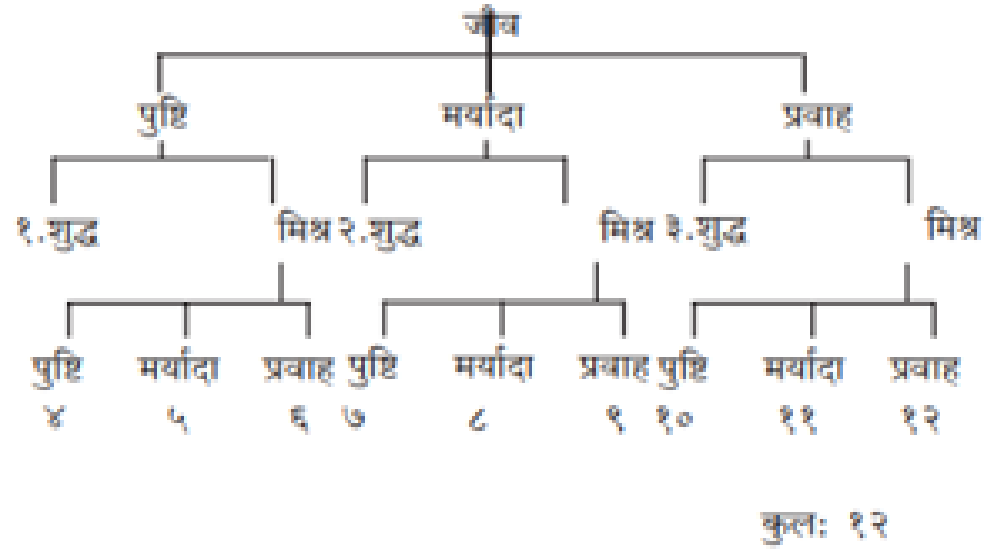 जीव
पुष्टि मर्यादा प्रवाह
१.शुद्ध मिश्र २.शुद्ध मिश्र ३.शुद्ध मिश्र
पुष्टि मर्यादा प्रवाह पुष्टि मर्यादा प्रवाह पुष्टि मर्यादा प्रवाह
४ ५ ६ ७ ८ ९ १० ११ १२
कुल: १२